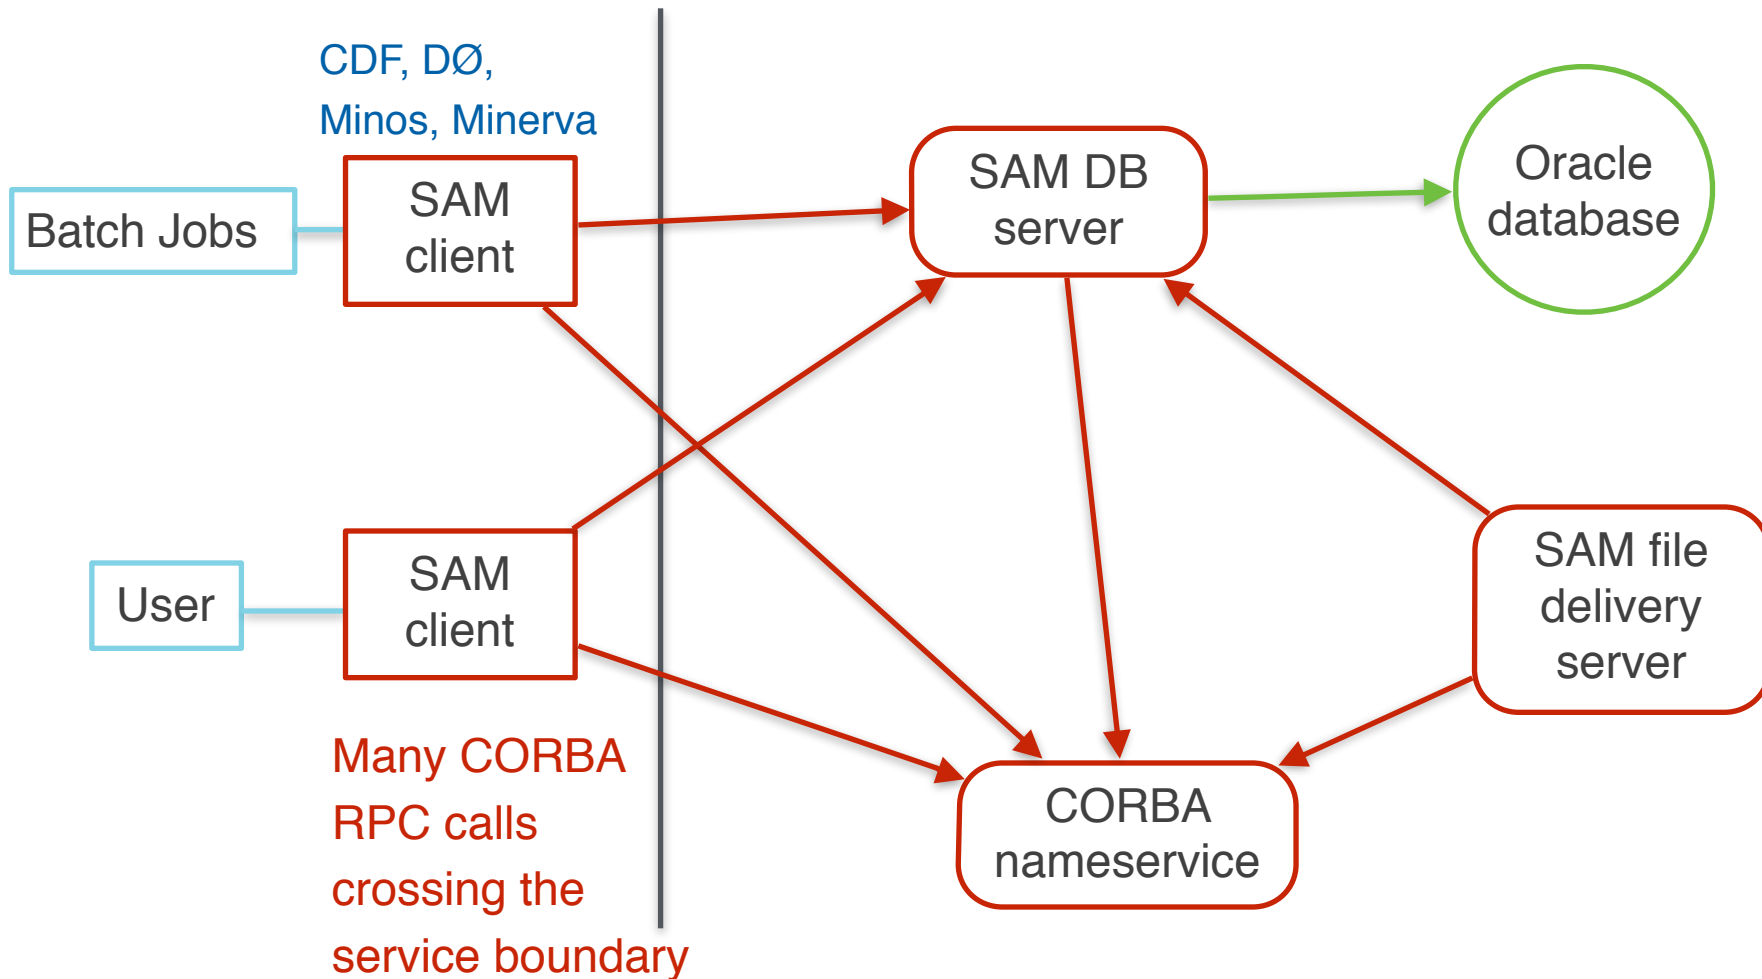 CDF, DØ,
Minos, Minerva
Batch Jobs
SAM
client
SAM DB
server
Oracle
database
User
SAM
client
SAM file
delivery
server
Many CORBA
RPC calls
crossing the
service boundary
CORBA
nameservice